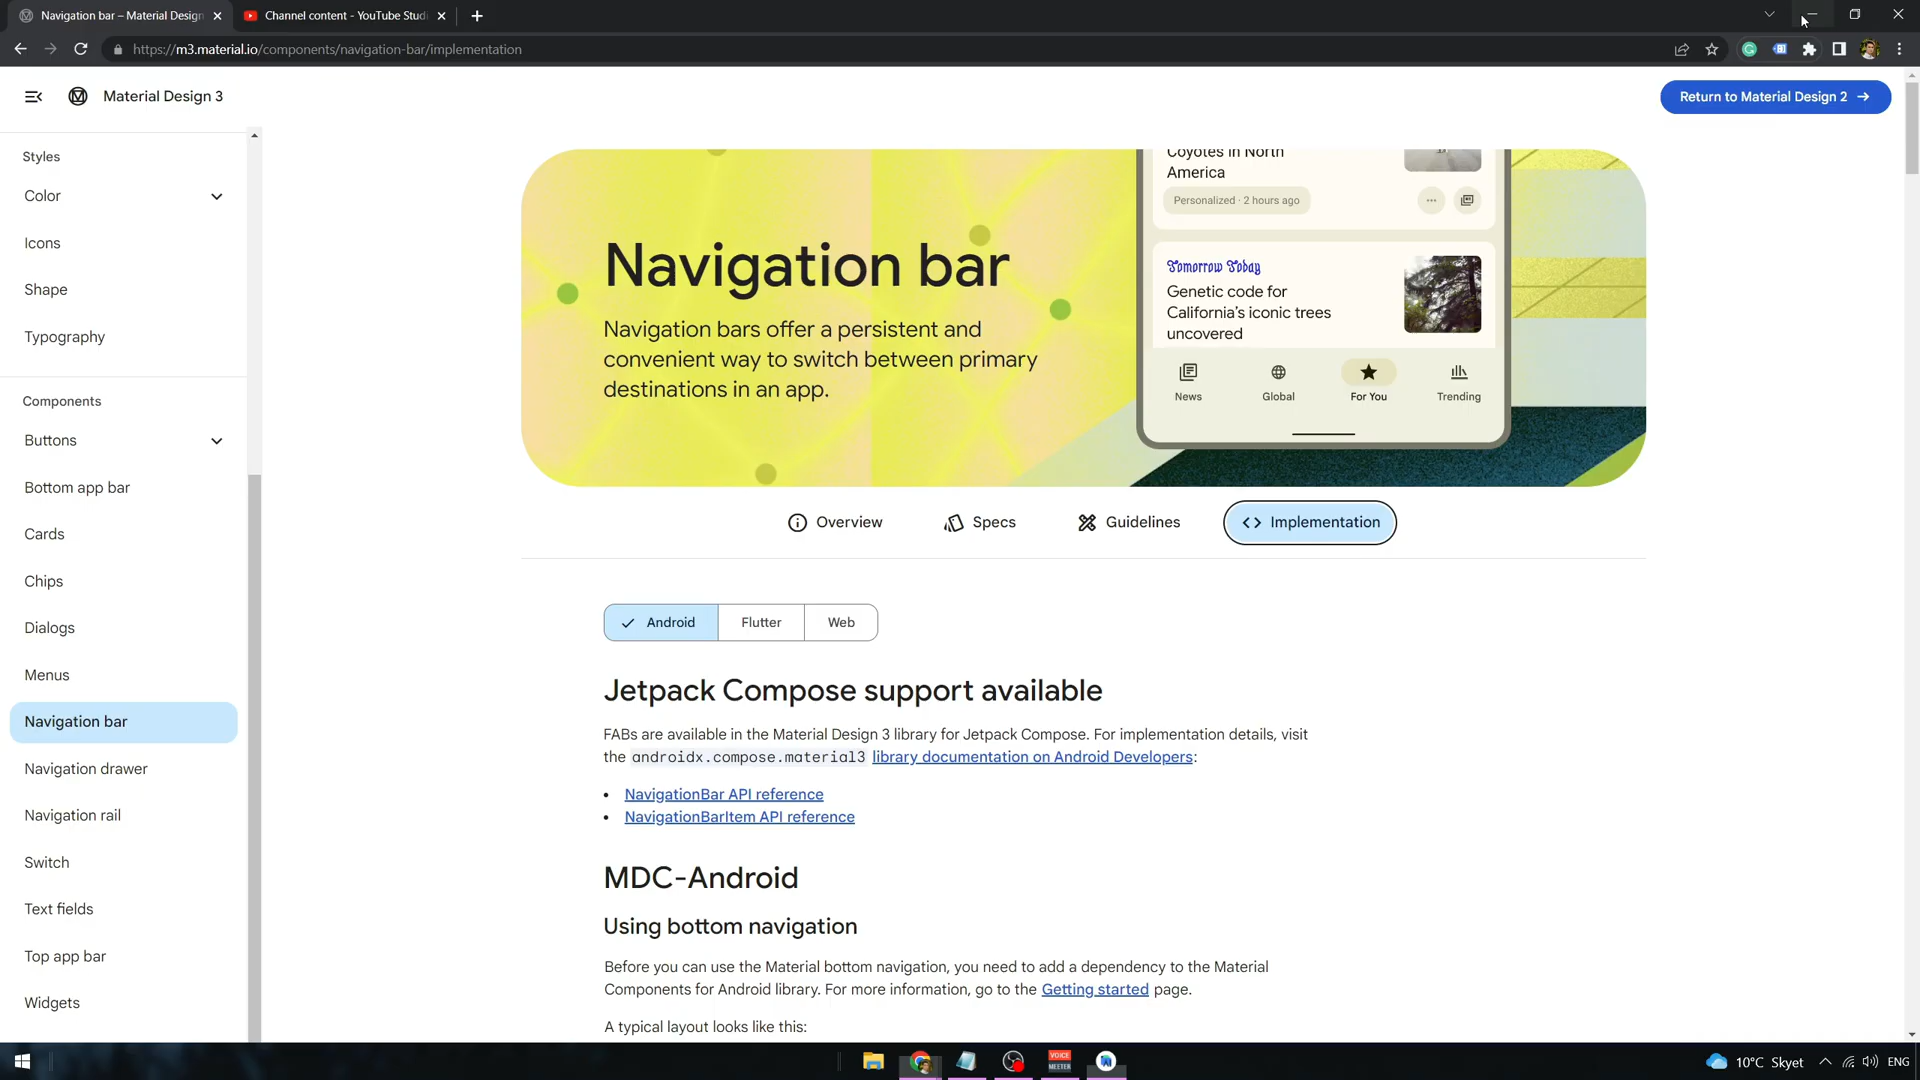 Navigation bar – Material Design
Channel content - YouTube Studi
https://m3.material.io/components/navigation-bar/implementation
Material Design 3
Return to Material Design 2
Styles
Color
Icons
Shape
Typography
Components
Buttons
Bottom app bar
Cards
Chips
Dialogs
Menus
Navigation bar
Navigation drawer
Navigation rail
Switch
Text fields
Top app bar
Widgets
Navigation bar
Navigation bars offer a persistent and
convenient way to switch between primary
destinations in an app.
Coyotes in North
America
Personalized · 2 hours ago
Tomorrow Today
Genetic code for
California's iconic trees
uncovered
News
Global
For You
Trending
Overview
Specs
Guidelines
Implementation
Android
Flutter
Web
Jetpack Compose support available
FABs are available in the Material Design 3 library for Jetpack Compose. For implementation details, visit
the androidx.compose.material3 library documentation on Android Developers:
• NavigationBar API reference
• NavigationBarItem API reference
MDC-Android
Using bottom navigation
Before you can use the Material bottom navigation, you need to add a dependency to the Material
Components for Android library. For more information, go to the Getting started page.
A typical layout looks like this:
VOICE
MEETER
10°C Skyet
ENG